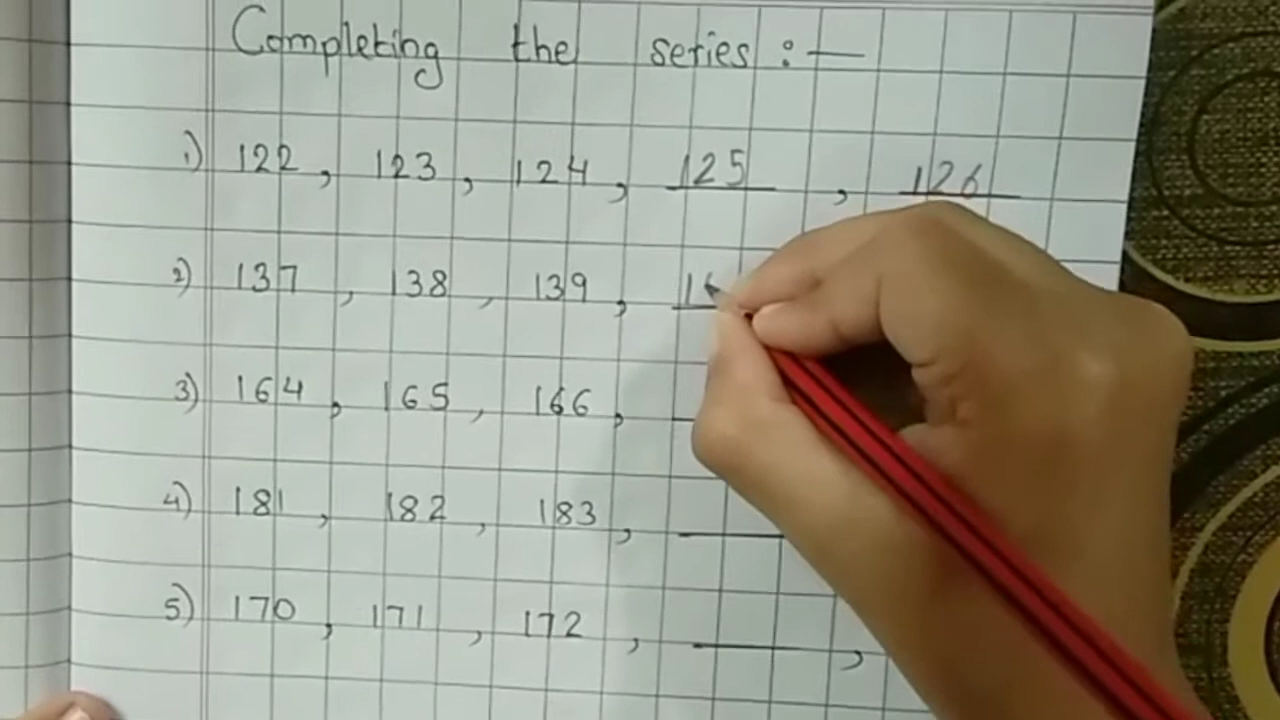 Completing the series :—
1) 122, 123, 124, 125, 126
2) 137, 138, 139,
3) 164, 165, 166,
4) 181, 182, 183,
5) 170, 171, 172, ,